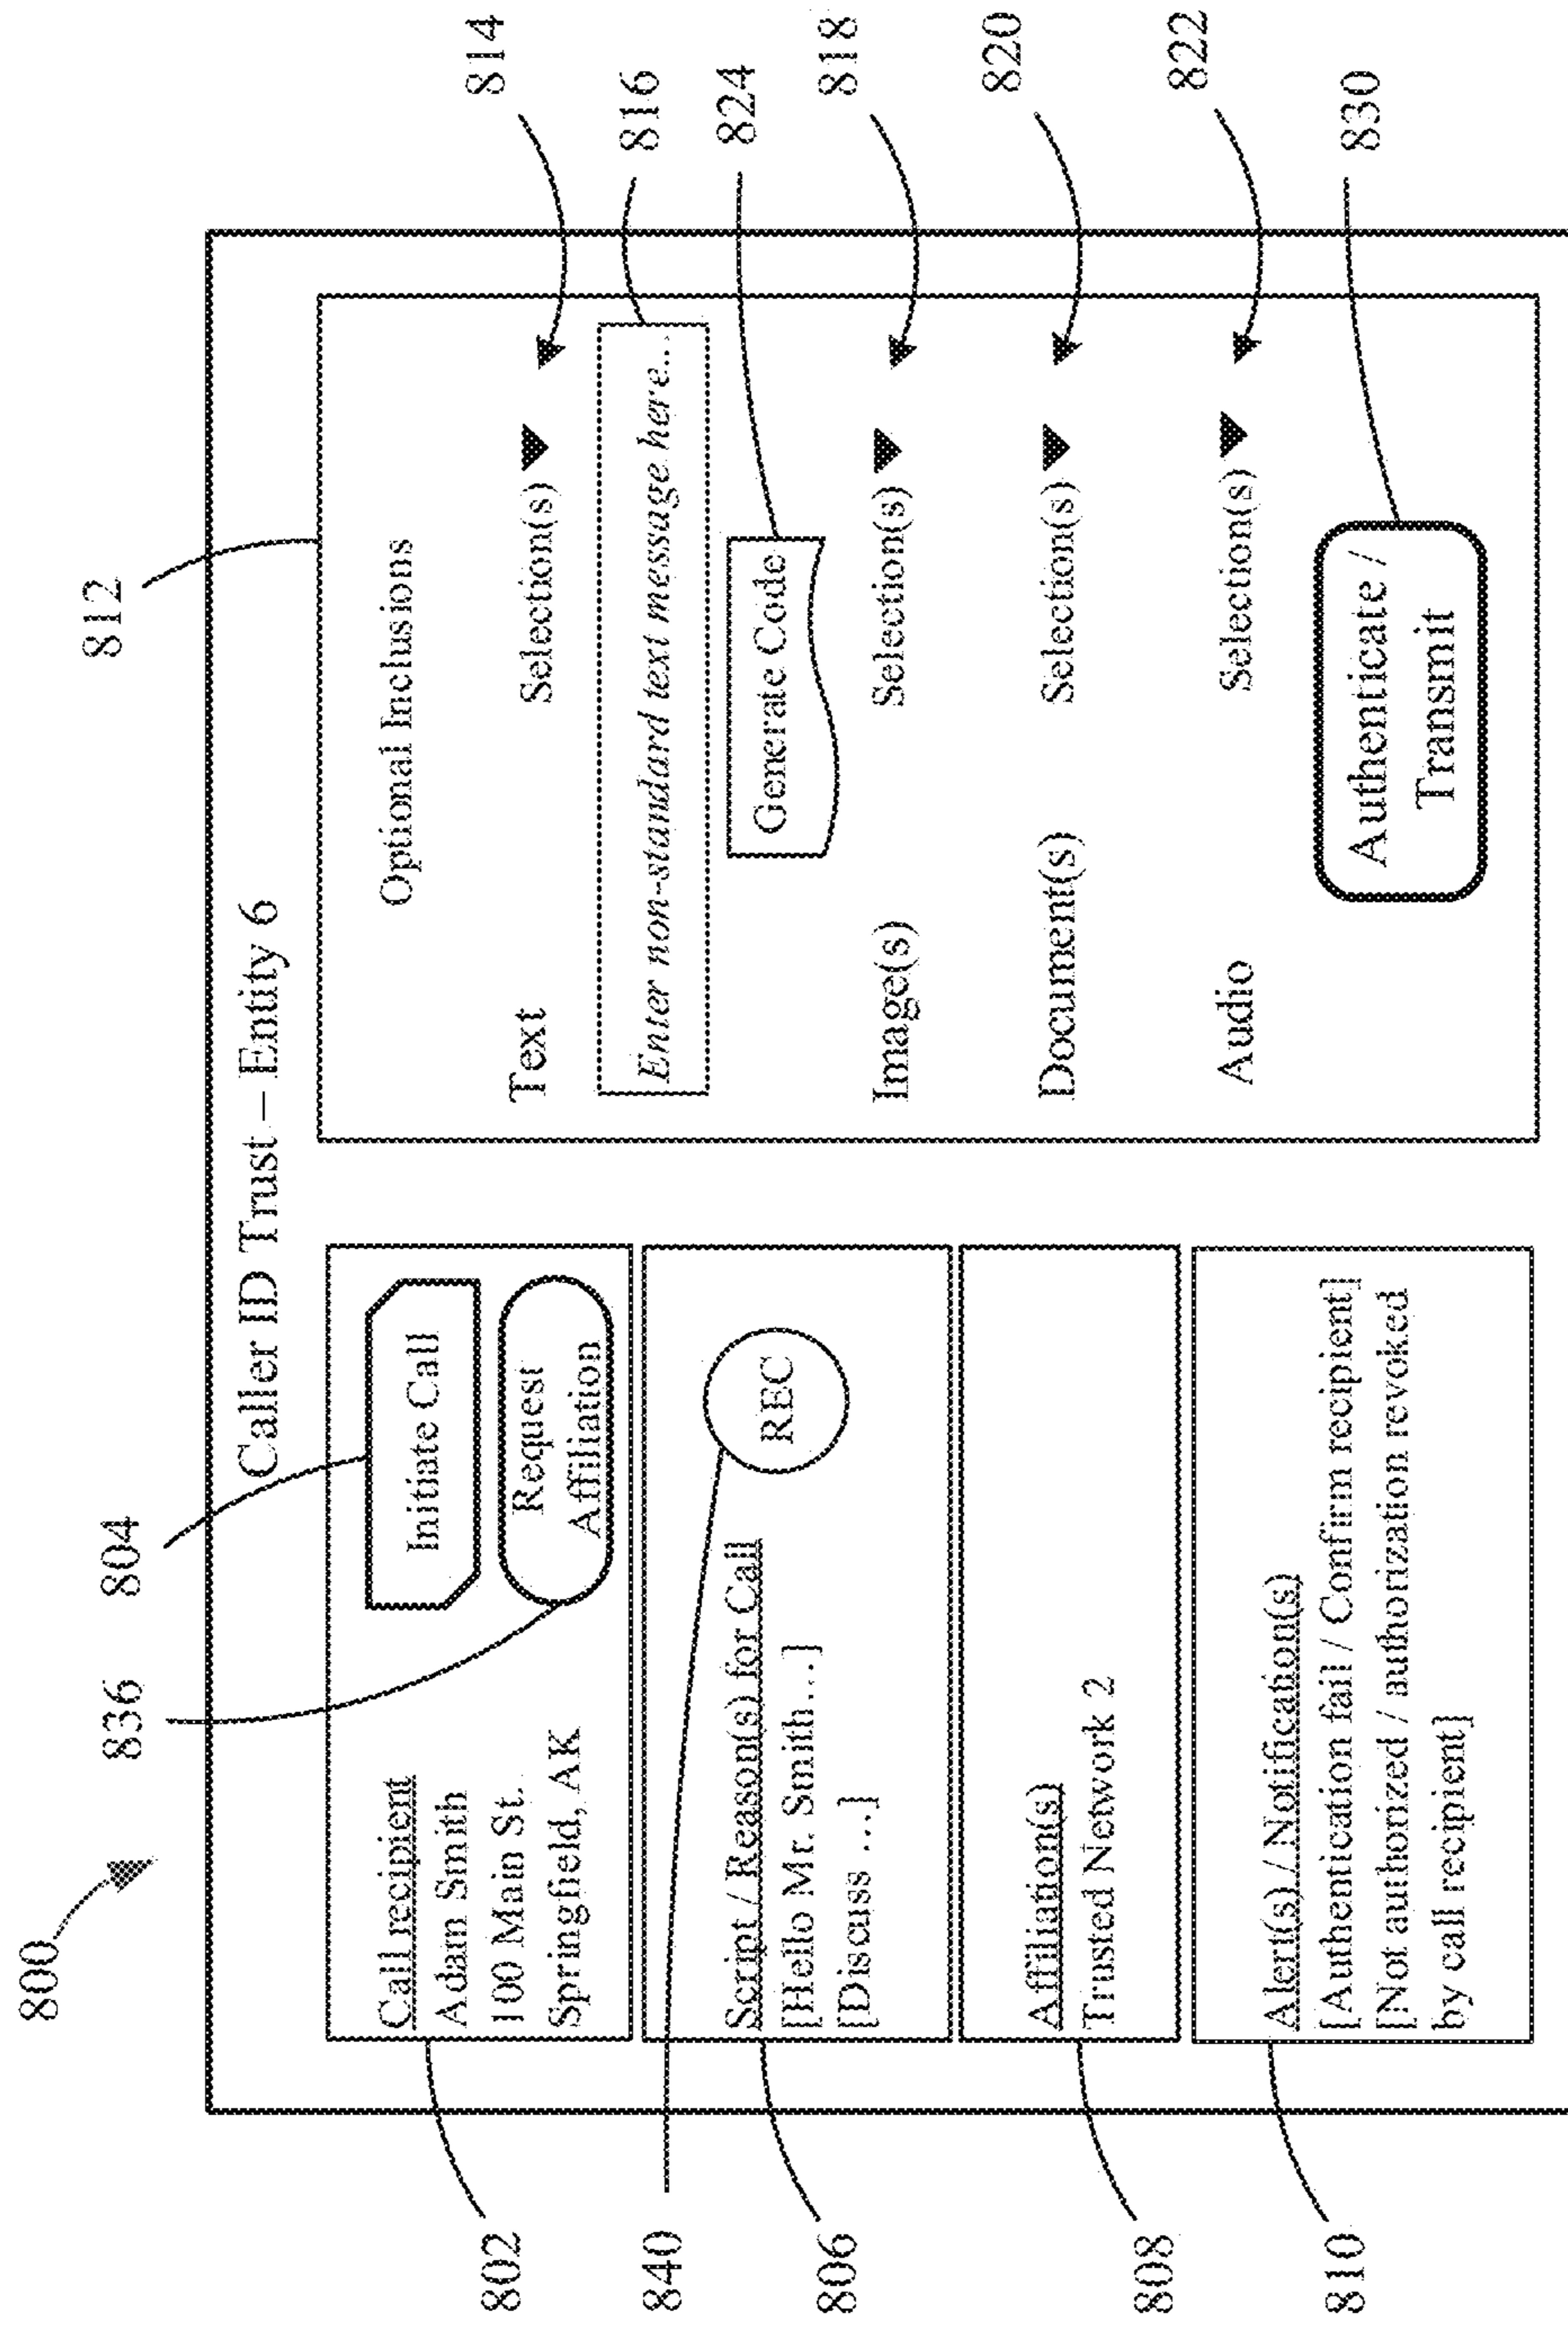 800
836
804
812
Caller ID Trust – Entity 6
802
Call recipient
Adam Smith
100 Main St.
Springfield, AK
Initiate Call
Request
Affiliation
840
806
Script / Reason(s) for Call
[Hello Mr. Smith…]
[Discuss …]
REC
808
Affiliation(s)
Trusted Network 2
810
Alert(s) / Notification(s)
[Authentication fail / Confirm recipient]
[Not authorized / authorization revoked
by call recipient]
Optional Inclusions
Text Selection(s)
814
Enter non-standard text message here…
816
Generate Code
824
Image(s) Selection(s)
818
Document(s) Selection(s)
820
Audio Selection(s)
822
Authenticate /
Transmit
830